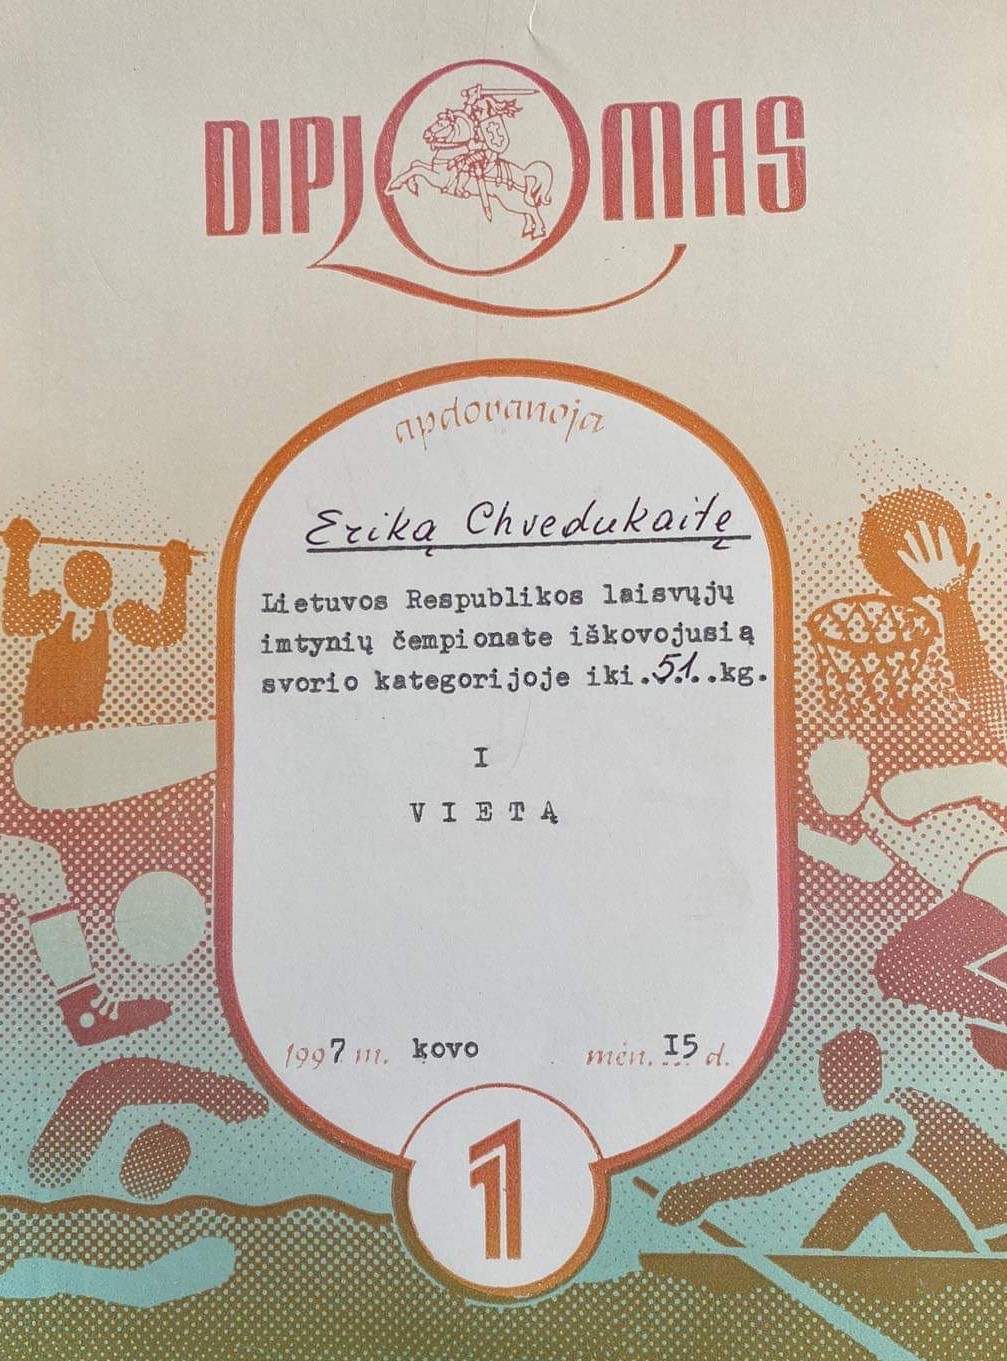 DIPLOMAS
apdovanoja
Eriką Chvedukaitę
Lietuvos Respublikos laisvųjų
imtynių čempionate iškovojusią
svorio kategorijoje iki.51..kg.
I
VIETĄ
1997 m. kovo mėn. I5 d.
1